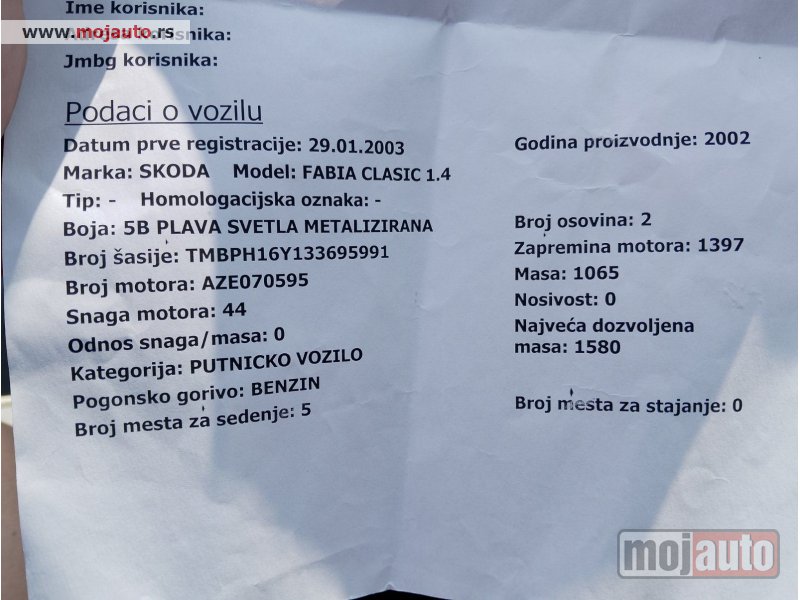 Ime korisnika:
www.mojauto.rs
korisnika:
Jmbg korisnika:
Podaci o vozilu
Datum prve registracije: 29.01.2003
Godina proizvodnje: 2002
Marka: SKODA Model: FABIA CLASIC 1.4
Tip: - Homologacijska oznaka: -
Boja: 5B PLAVA SVETLA METALIZIRANA
Broj osovina: 2
Broj šasije: TMBPH16Y133695991
Zapremina motora: 1397
Broj motora: AZE070595
Masa: 1065
Snaga motora: 44
Nosivost: 0
Odnos snaga/masa: 0
Najveća dozvoljena
masa: 1580
Kategorija: PUTNICKO VOZILO
Pogonsko gorivo: BENZIN
Broj mesta za sedenje: 5
Broj mesta za stajanje: 0
mojauto